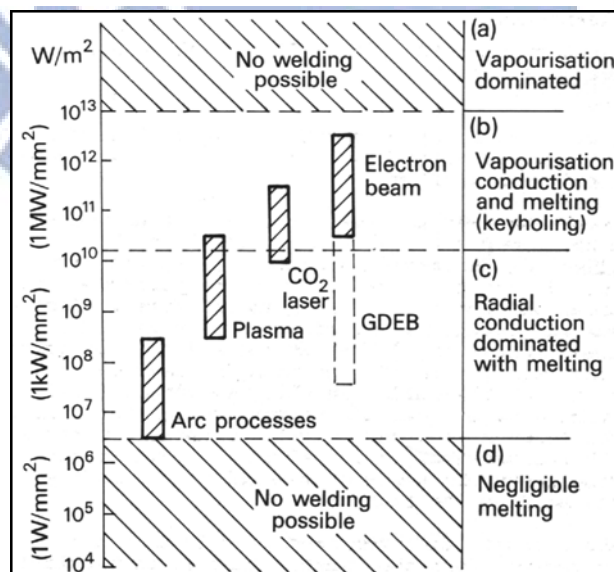 W/m²
10¹³
10¹²
10¹¹
10¹⁰
10⁹
10⁸
10⁷
10⁶
10⁵
10⁴
(1MW/mm²)
(1kW/mm²)
(1W/mm²)
No welding
possible
Electron
beam
CO₂
laser
GDEB
Plasma
Arc processes
No welding
possible
(a)
Vapourisation
dominated
(b)
Vapourisation
conduction
and melting
(keyholing)
(c)
Radial
conduction
dominated
with melting
(d)
Negligible
melting